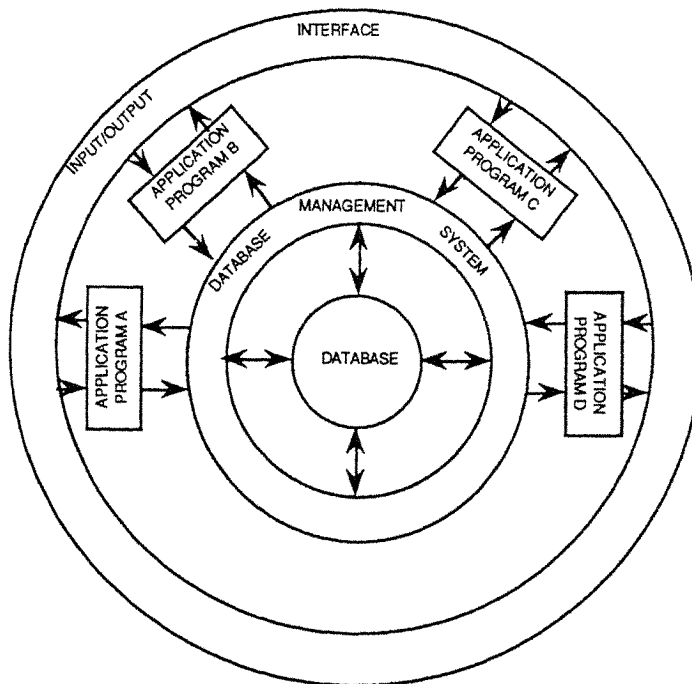 INTERFACE
INPUT/OUTPUT
APPLICATION
PROGRAM B
APPLICATION
PROGRAM C
DATABASE
MANAGEMENT
SYSTEM
APPLICATION
PROGRAM A
DATABASE
APPLICATION
PROGRAM D